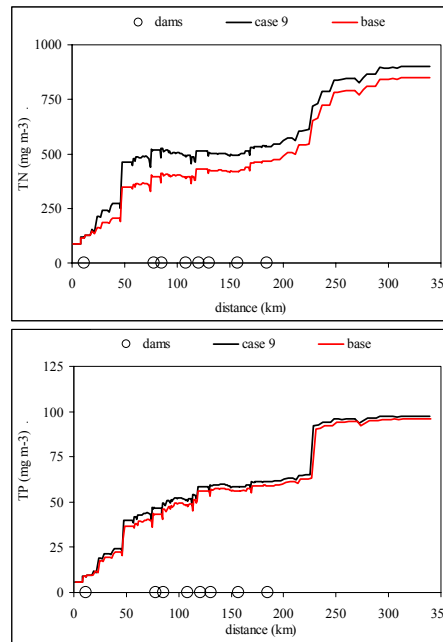 dams case 9 base
1000
750
500
250
0
TN (mg m-3)
0 50 100 150 200 250 300 35
distance (km)
dams case 9 base
125
100
75
50
25
0
TP (mg m-3)
0 50 100 150 200 250 300 35
distance (km)